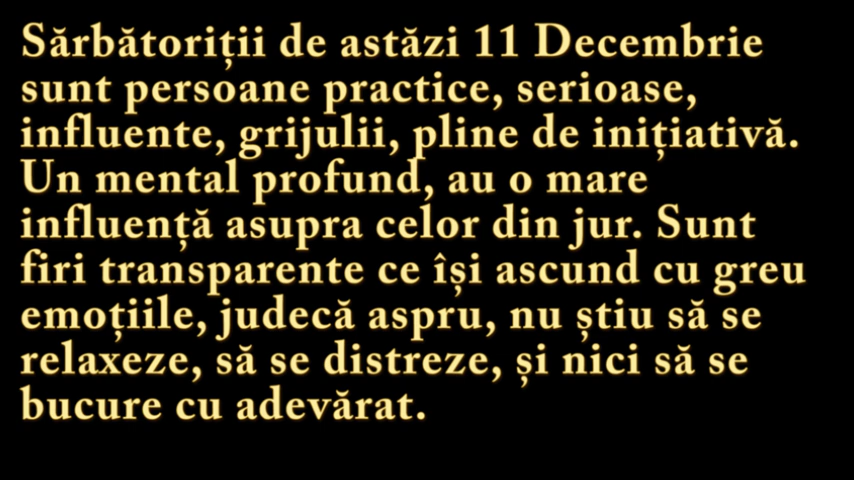 Sărbătoriții de astăzi 11 Decembrie
sunt persoane practice, serioase,
influente, grijulii, pline de inițiativă.
Un mental profund, au o mare
influență asupra celor din jur. Sunt
firi transparente ce își ascund cu greu
emoțiile, judecă aspru, nu știu să se
relaxeze, să se distreze, și nici să se
bucure cu adevărat.